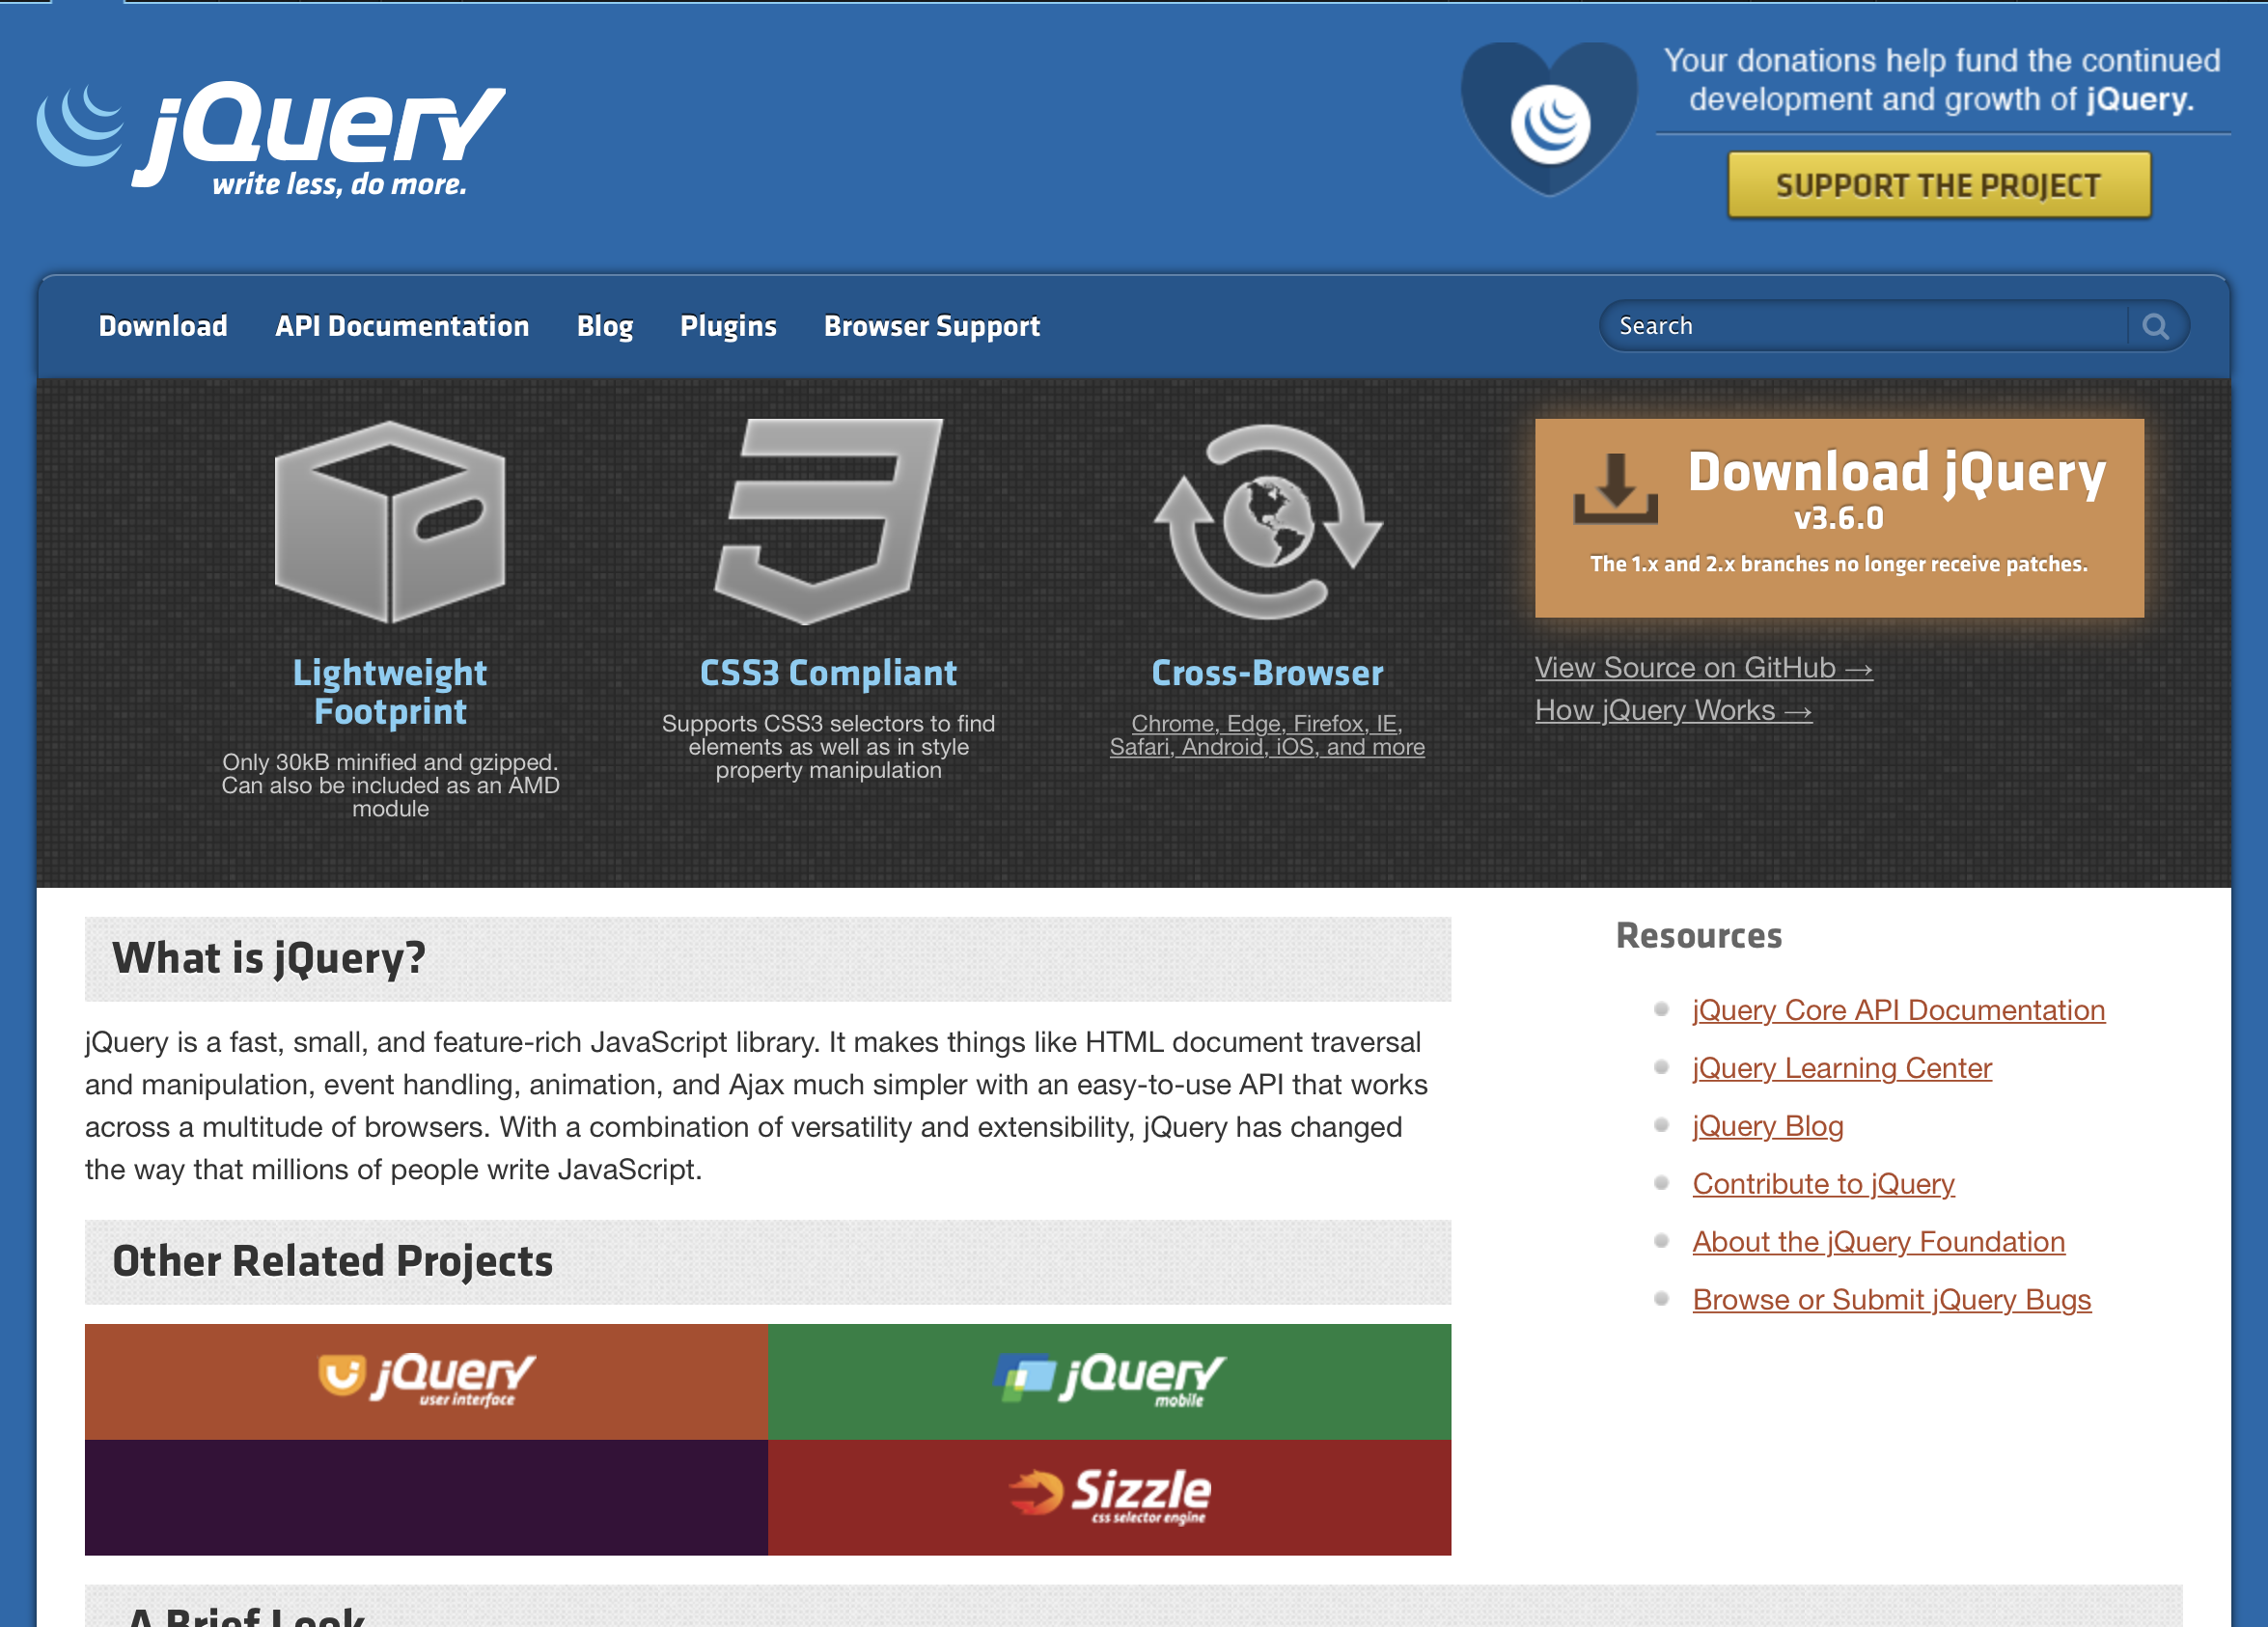 jQuery
write less, do more.
Your donations help fund the continued
development and growth of jQuery.
SUPPORT THE PROJECT
Download API Documentation Blog Plugins Browser Support
Search
Lightweight
Footprint
Only 30kB minified and gzipped.
Can also be included as an AMD
module
CSS3 Compliant
Supports CSS3 selectors to find
elements as well as in style
property manipulation
Cross-Browser
Chrome, Edge, Firefox, IE,
Safari, Android, iOS, and more
Download jQuery
v3.6.0
The 1.x and 2.x branches no longer receive patches.
View Source on GitHub →
How jQuery Works →
What is jQuery?
jQuery is a fast, small, and feature-rich JavaScript library. It makes things like HTML document traversal
and manipulation, event handling, animation, and Ajax much simpler with an easy-to-use API that works
across a multitude of browsers. With a combination of versatility and extensibility, jQuery has changed
the way that millions of people write JavaScript.
Other Related Projects
jQuery
user interface
jQuery
mobile
Sizzle
css selector engine
Resources
jQuery Core API Documentation
jQuery Learning Center
jQuery Blog
Contribute to jQuery
About the jQuery Foundation
Browse or Submit jQuery Bugs
A Brief Look